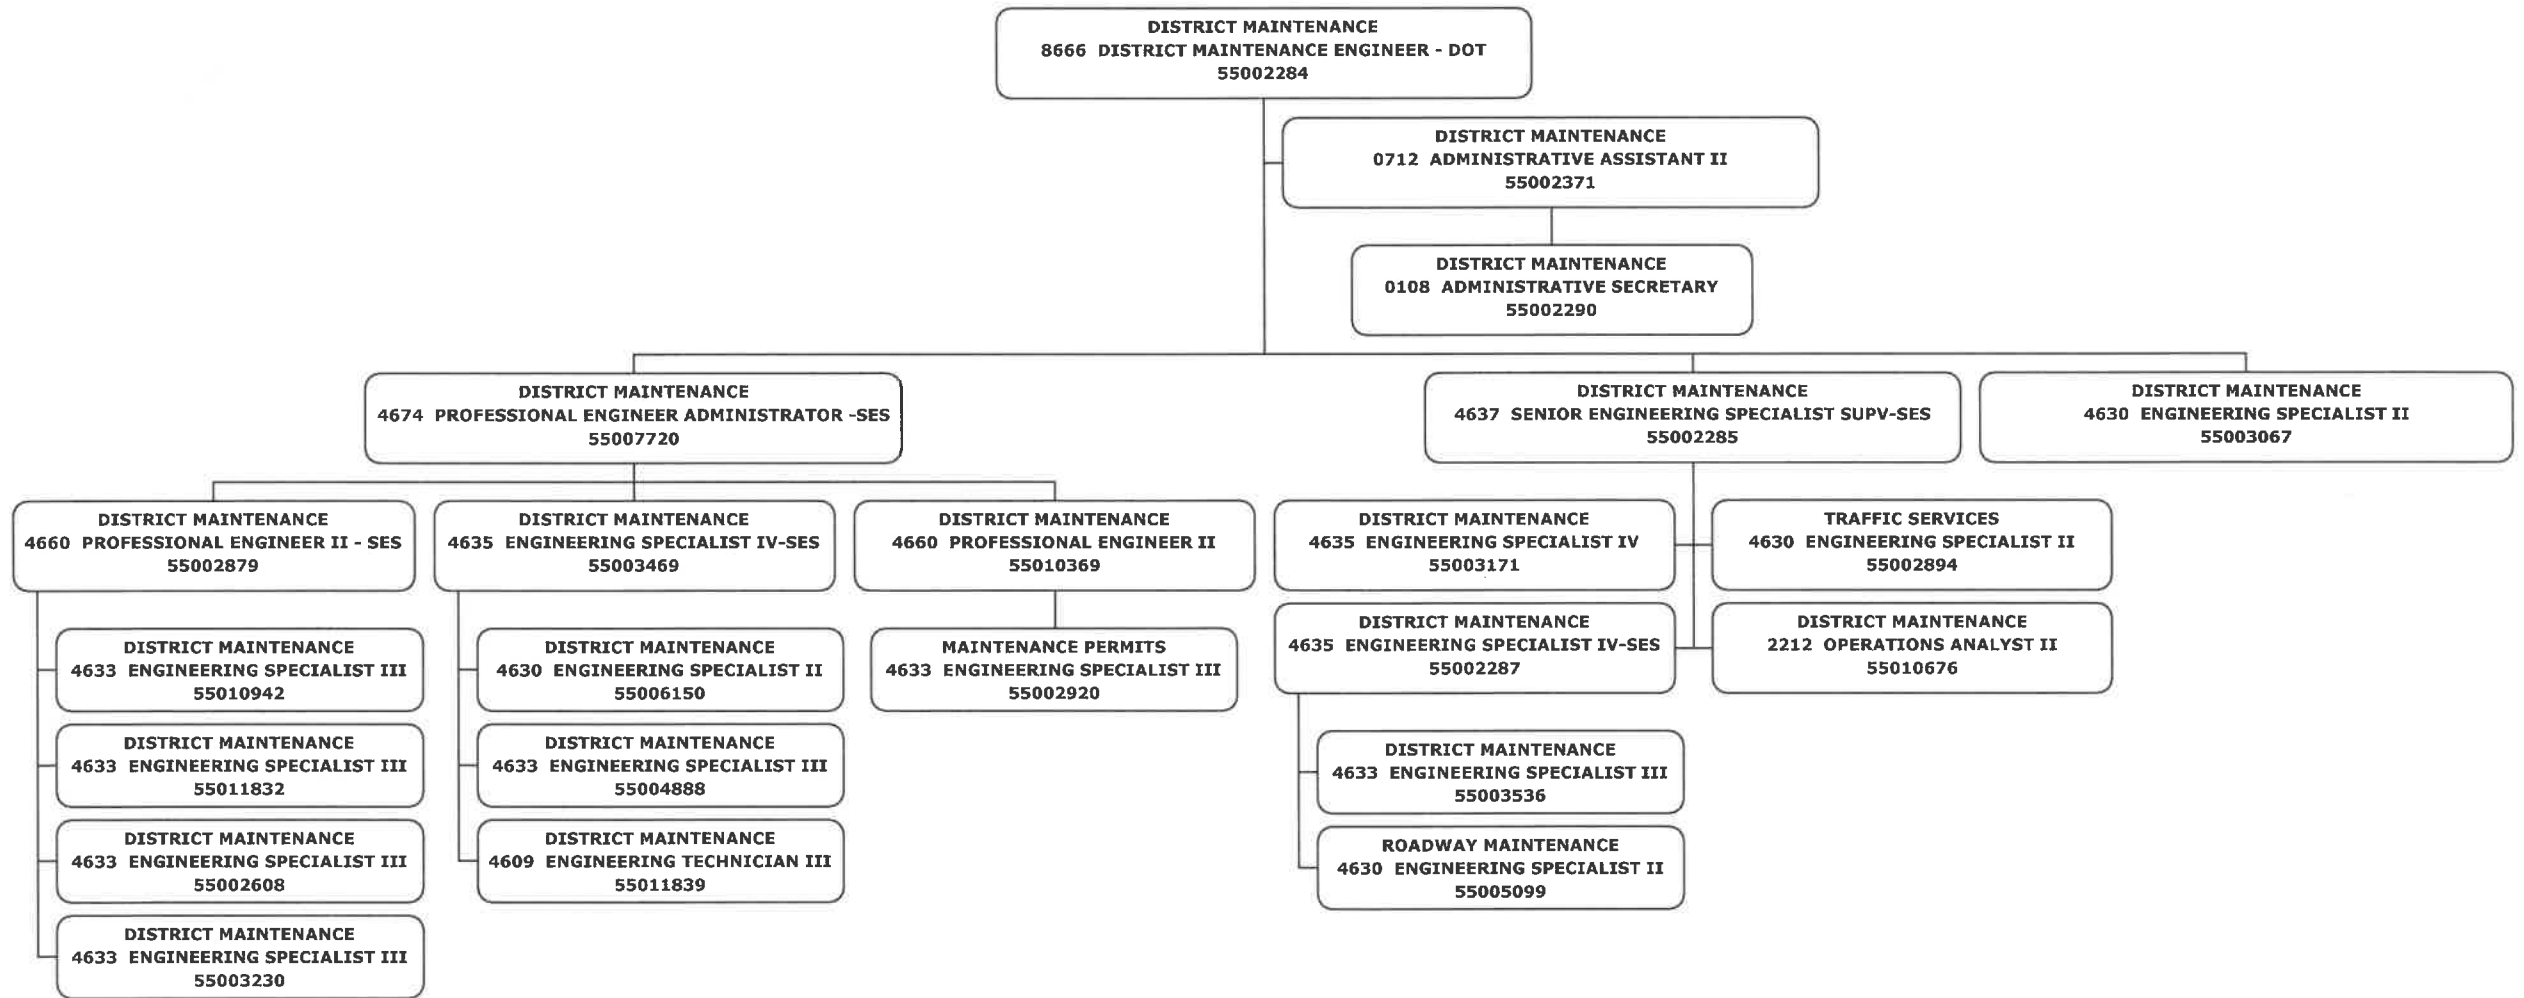 DISTRICT MAINTENANCE
8666 DISTRICT MAINTENANCE ENGINEER - DOT
55002284
DISTRICT MAINTENANCE
0712 ADMINISTRATIVE ASSISTANT II
55002371
DISTRICT MAINTENANCE
0108 ADMINISTRATIVE SECRETARY
55002290
DISTRICT MAINTENANCE
4674 PROFESSIONAL ENGINEER ADMINISTRATOR -SES
55007720
DISTRICT MAINTENANCE
4637 SENIOR ENGINEERING SPECIALIST SUPV-SES
55002285
DISTRICT MAINTENANCE
4630 ENGINEERING SPECIALIST II
55003067
DISTRICT MAINTENANCE
4660 PROFESSIONAL ENGINEER II - SES
55002879
DISTRICT MAINTENANCE
4635 ENGINEERING SPECIALIST IV-SES
55003469
DISTRICT MAINTENANCE
4660 PROFESSIONAL ENGINEER II
55010369
DISTRICT MAINTENANCE
4635 ENGINEERING SPECIALIST IV
55003171
TRAFFIC SERVICES
4630 ENGINEERING SPECIALIST II
55002894
DISTRICT MAINTENANCE
4635 ENGINEERING SPECIALIST IV-SES
55002287
DISTRICT MAINTENANCE
2212 OPERATIONS ANALYST II
55010676
DISTRICT MAINTENANCE
4633 ENGINEERING SPECIALIST III
55010942
DISTRICT MAINTENANCE
4633 ENGINEERING SPECIALIST III
55011832
DISTRICT MAINTENANCE
4633 ENGINEERING SPECIALIST III
55002608
DISTRICT MAINTENANCE
4633 ENGINEERING SPECIALIST III
55003230
DISTRICT MAINTENANCE
4630 ENGINEERING SPECIALIST II
55006150
DISTRICT MAINTENANCE
4633 ENGINEERING SPECIALIST III
55004888
DISTRICT MAINTENANCE
4609 ENGINEERING TECHNICIAN III
55011839
MAINTENANCE PERMITS
4633 ENGINEERING SPECIALIST III
55002920
DISTRICT MAINTENANCE
4633 ENGINEERING SPECIALIST III
55003536
ROADWAY MAINTENANCE
4630 ENGINEERING SPECIALIST II
55005099